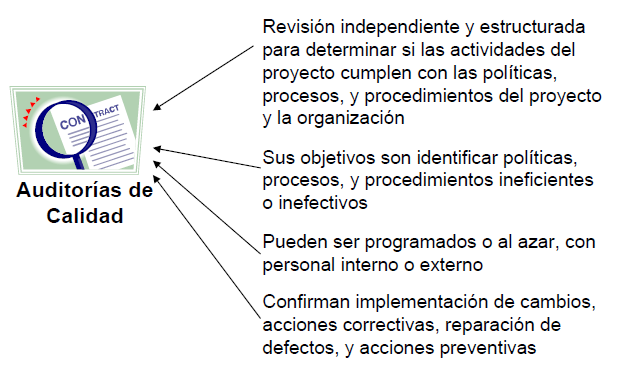 Revisión independiente y estructurada
para determinar si las actividades del
proyecto cumplen con las políticas,
procesos, y procedimientos del proyecto
y la organización
CONTRACT
Auditorías de
Calidad
Sus objetivos son identificar políticas,
procesos, y procedimientos ineficientes
o inefectivos
Pueden ser programados o al azar, con
personal interno o externo
Confirman implementación de cambios,
acciones correctivas, reparación de
defectos, y acciones preventivas